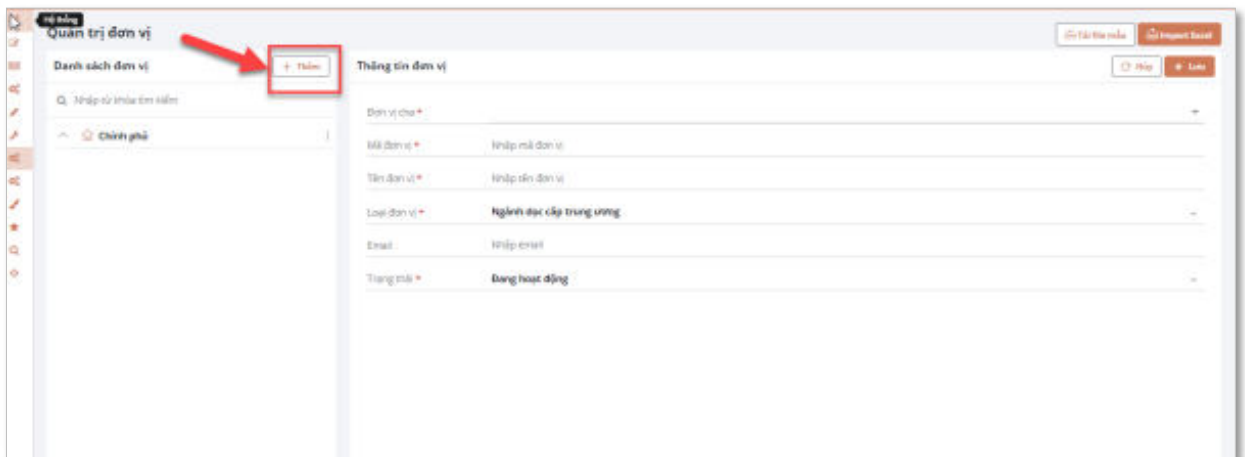 Hệ thống
Quản trị đơn vị
Tải file mẫu
Import Excel
Danh sách đơn vị
+ Thêm
Thông tin đơn vị
Hủy
+ Lưu
Nhập từ khóa tìm kiếm
Chính phủ
Đơn vị cha *
Mã đơn vị * Nhập mã đơn vị
Tên đơn vị * Nhập tên đơn vị
Loại đơn vị * Ngành dọc cấp trung ương
Email Nhập email
Trạng thái * Đang hoạt động